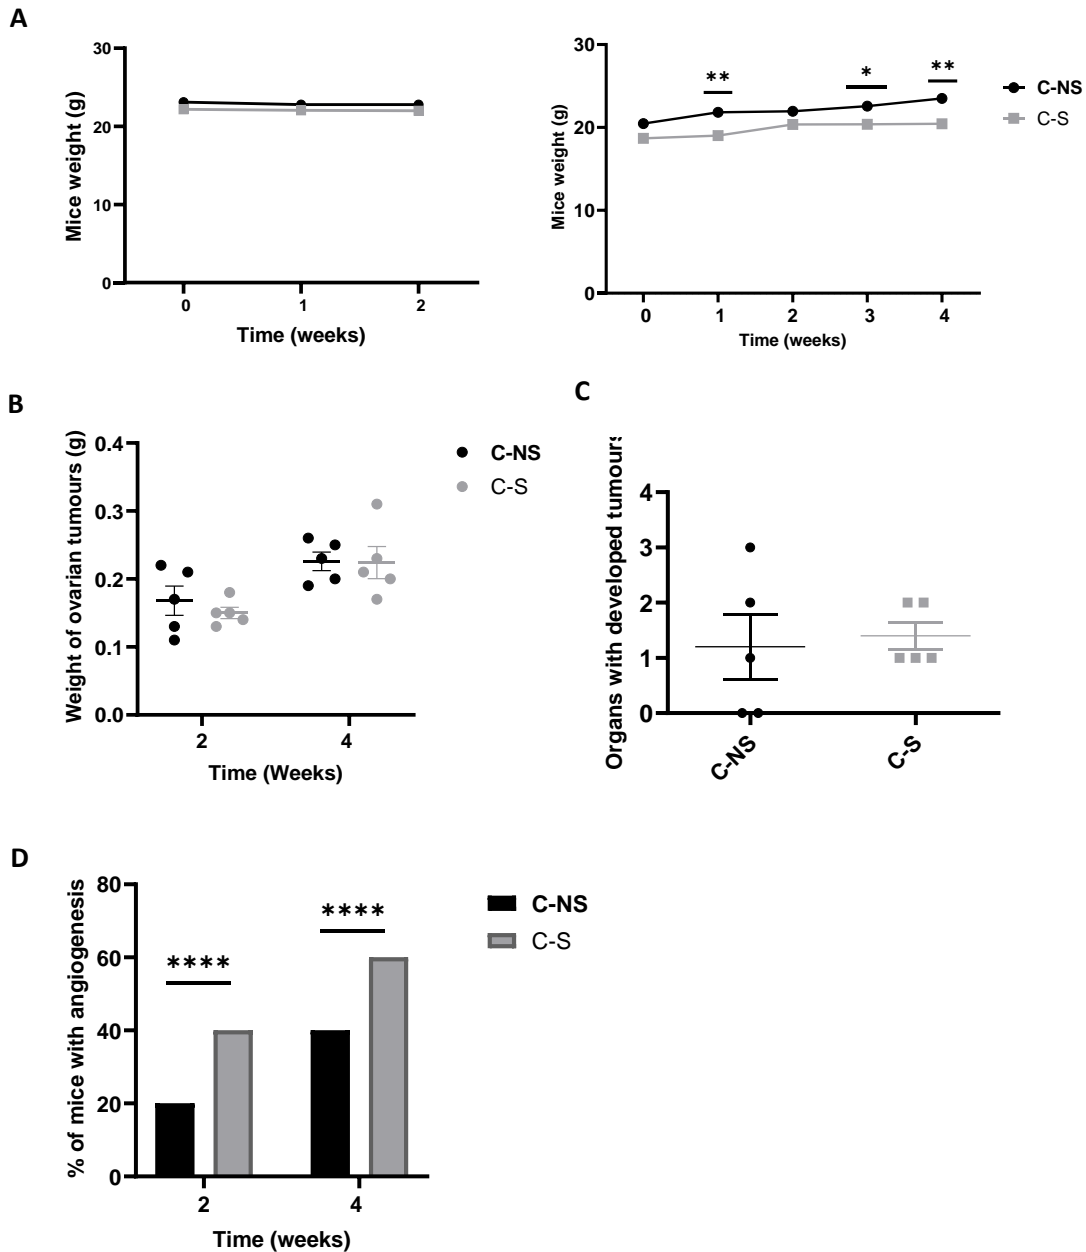 A
30
20
10
0
Mice weight (g)
0 1 2
Time (weeks)
30
20
10
0
Mice weight (g)
** * **
0 1 2 3 4
Time (weeks)
C-NS
C-S
B
0.4
0.3
0.2
0.1
0.0
Weight of ovarian tumours (g)
2 4
Time (Weeks)
C-NS
C-S
C
4
3
2
1
0
Organs with developed tumours
C-NS C-S
D
80
60
40
20
0
% of mice with angiogenesis
**** ****
2 4
Time (weeks)
C-NS
C-S